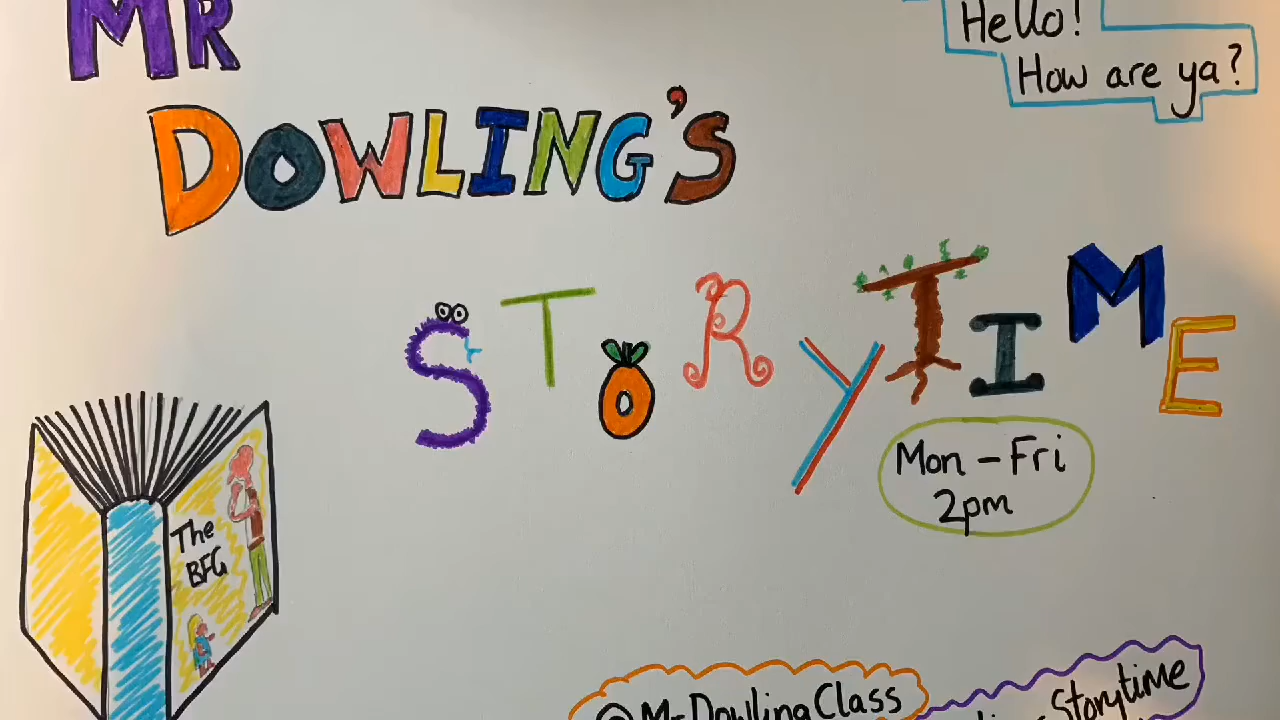 MR
DOWLING'S
STORYTIME
Hello!
How are ya?
Mon - Fri
2pm
The
BFG
@MrDowlingClass
Storytime